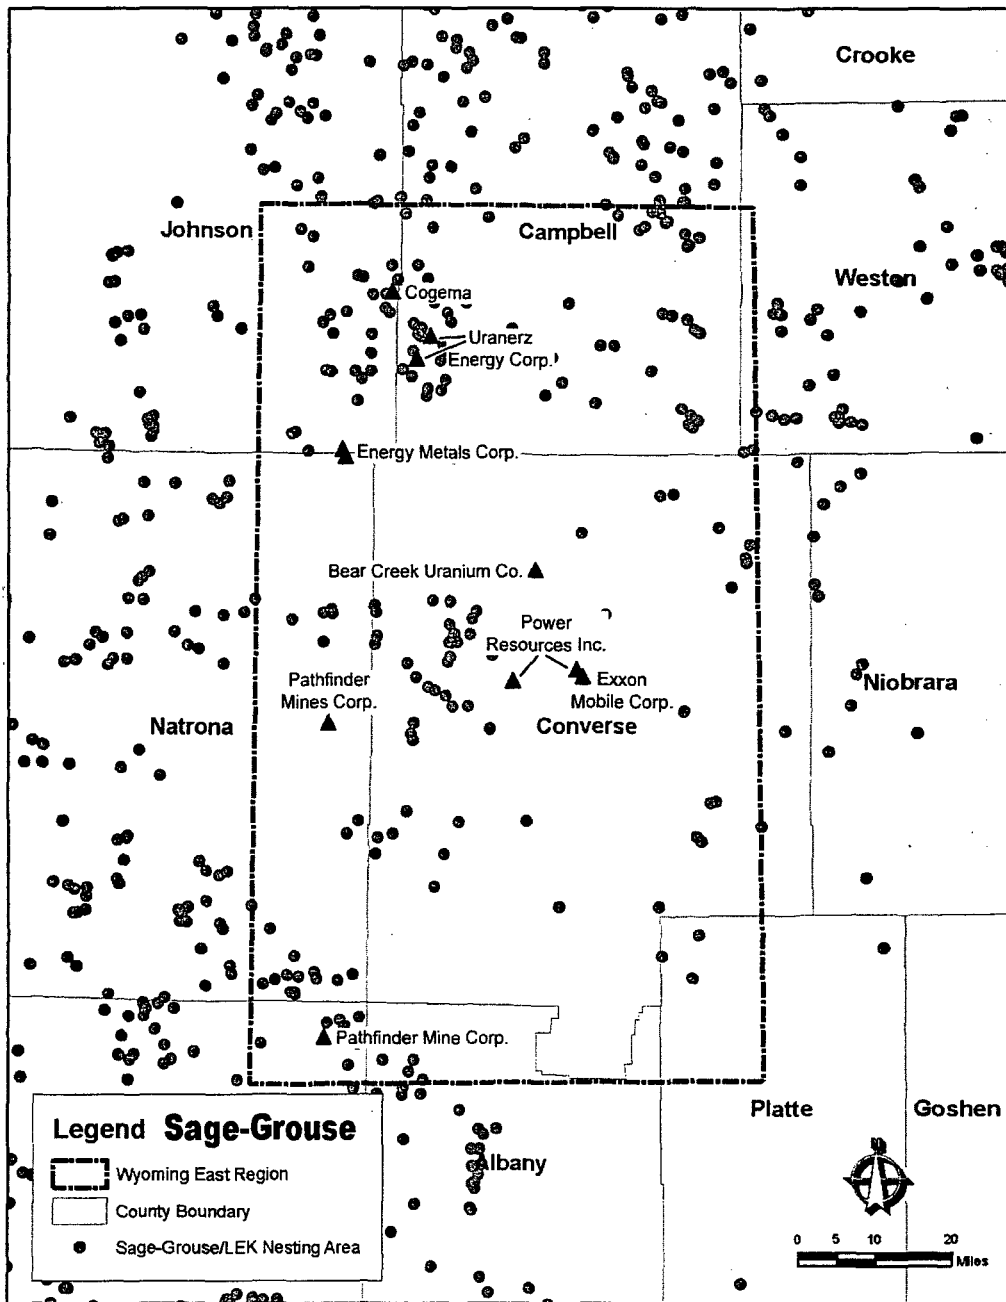 Crooke
Johnson
Campbell
Weston
Cogema
Uranerz
Energy Corp.
Energy Metals Corp.
Bear Creek Uranium Co.
Power
Resources Inc.
Pathfinder
Mines Corp.
Exxon
Mobile Corp.
Niobrara
Natrona
Converse
Pathfinder Mine Corp.
Platte
Goshen
Albany
Legend Sage-Grouse
Wyoming East Region
County Boundary
Sage-Grouse/LEK Nesting Area
0 5 10 20
Miles